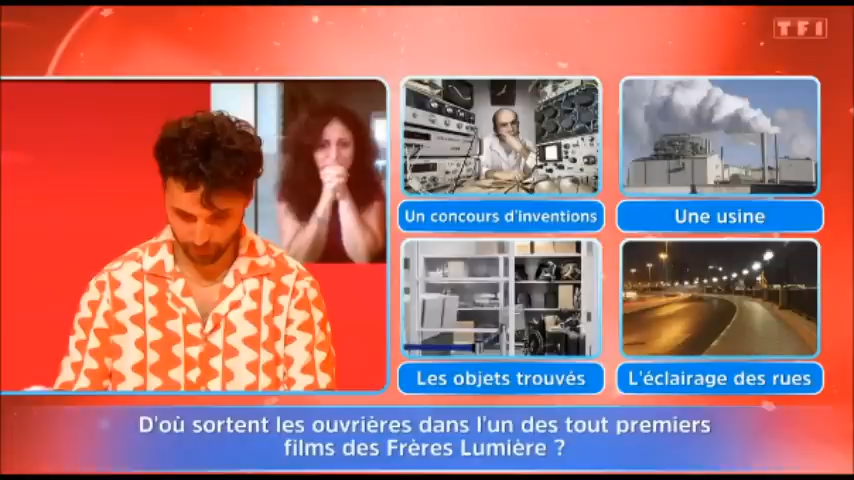 TF1
Un concours d'inventions
Une usine
Les objets trouvés
L'éclairage des rues
D'où sortent les ouvrières dans l'un des tout premiers
films des Frères Lumière ?